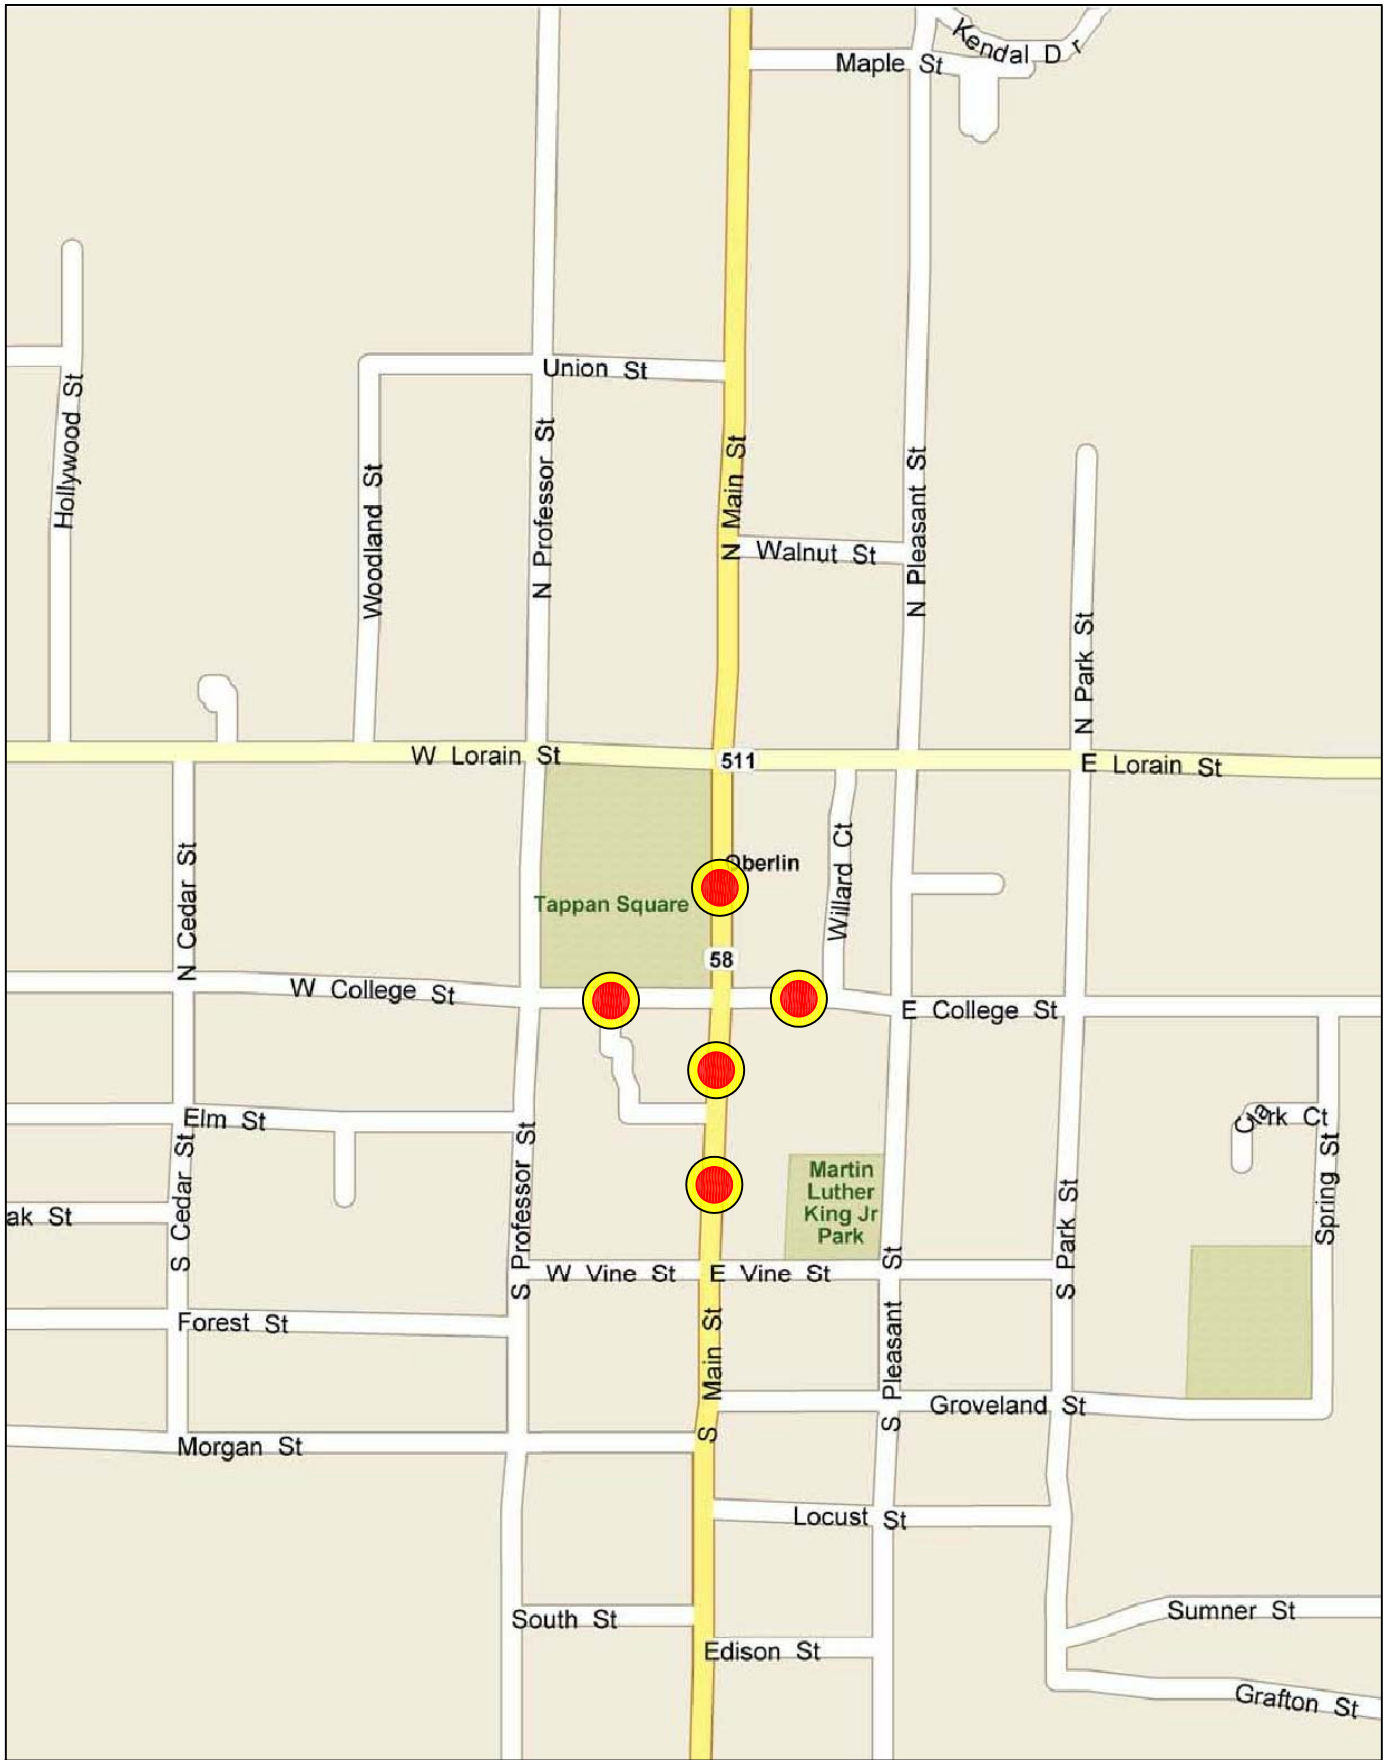 Kendal Dr
Maple St
Union St
Hollywood St
Woodland St
N Professor St
N Main St
Walnut St
N Pleasant St
N Park St
W Lorain St
511
E Lorain St
N Cedar St
Oberlin
Tappan Square
Willard Ct
58
W College St
E College St
Elm St
Clark Ct
S Cedar St
S Professor St
Martin
Luther
King Jr
Park
Spring St
ak St
S Park St
W Vine St
E Vine St
S Pleasant St
Forest St
S Main St
Groveland St
Morgan St
Locust St
South St
Sumner St
Edison St
Grafton St